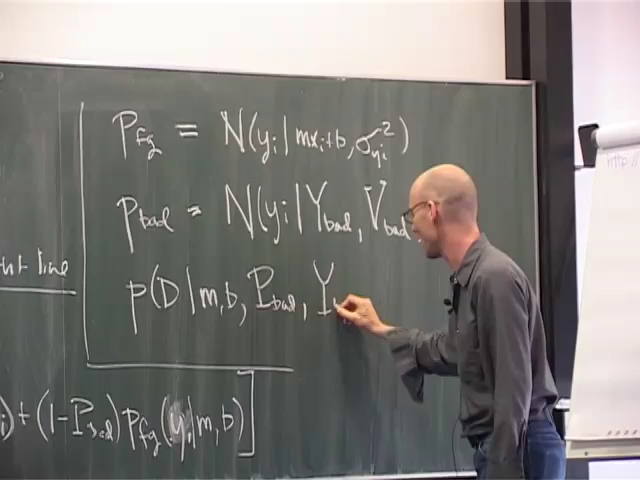 p_fg = N(y_i | mx_i+b, σ_yi^2)
p_bad = N(y_i | Y_bad, V_bad
line
p(D | m,b, P_bad, Y
i) + (1-P_bad) p_fg(y_i | m,b)]
http://